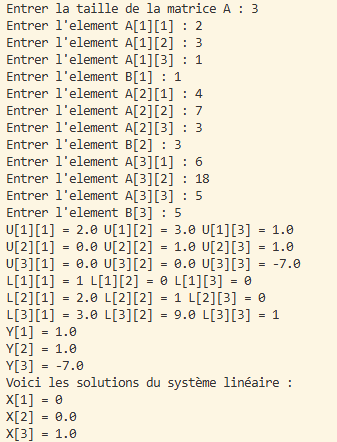 Entrer la taille de la matrice A : 3
Entrer l'element A[1][1] : 2
Entrer l'element A[1][2] : 3
Entrer l'element A[1][3] : 1
Entrer l'element B[1] : 1
Entrer l'element A[2][1] : 4
Entrer l'element A[2][2] : 7
Entrer l'element A[2][3] : 3
Entrer l'element B[2] : 3
Entrer l'element A[3][1] : 6
Entrer l'element A[3][2] : 18
Entrer l'element A[3][3] : 5
Entrer l'element B[3] : 5
U[1][1] = 2.0 U[1][2] = 3.0 U[1][3] = 1.0
U[2][1] = 0.0 U[2][2] = 1.0 U[2][3] = 1.0
U[3][1] = 0.0 U[3][2] = 0.0 U[3][3] = -7.0
L[1][1] = 1 L[1][2] = 0 L[1][3] = 0
L[2][1] = 2.0 L[2][2] = 1 L[2][3] = 0
L[3][1] = 3.0 L[3][2] = 9.0 L[3][3] = 1
Y[1] = 1.0
Y[2] = 1.0
Y[3] = -7.0
Voici les solutions du système linéaire :
X[1] = 0
X[2] = 0.0
X[3] = 1.0